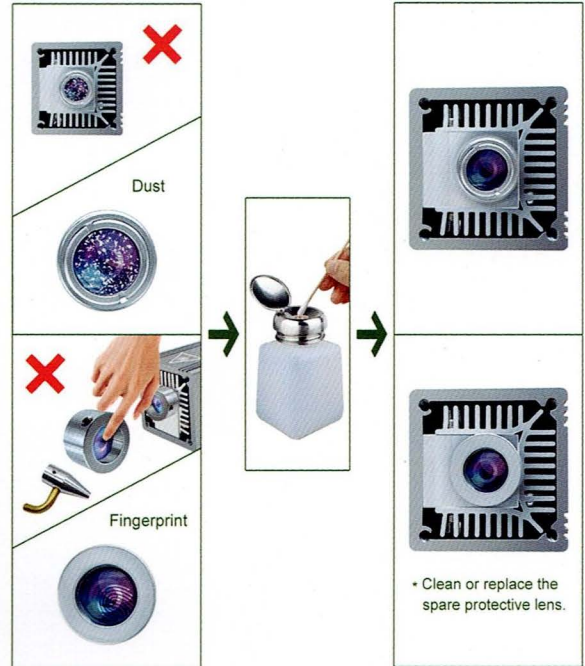 Dust
Fingerprint
* Clean or replace the
spare protective lens.